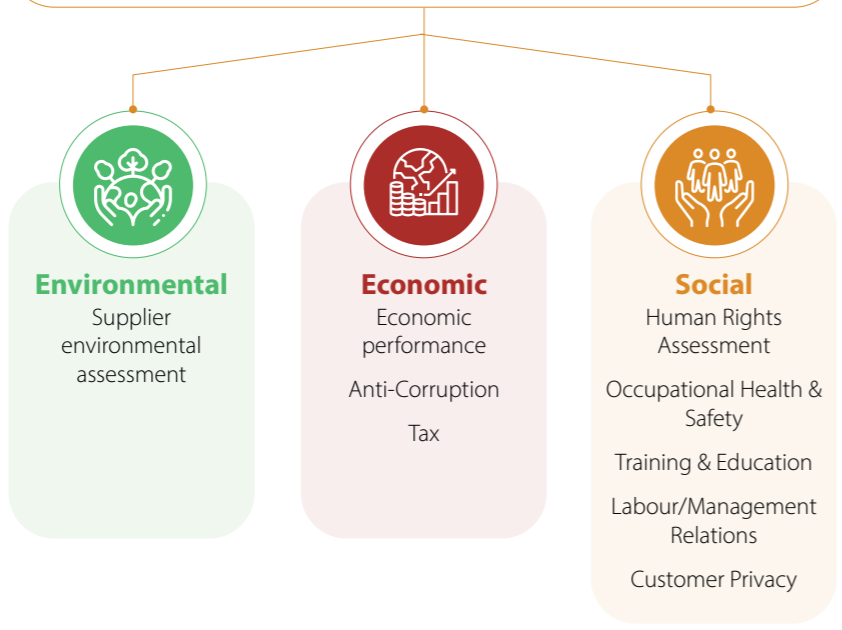 Environmental
Supplier
environmental
assessment
Economic
Economic
performance
Anti-Corruption
Tax
Social
Human Rights
Assessment
Occupational Health &
Safety
Training & Education
Labour/Management
Relations
Customer Privacy